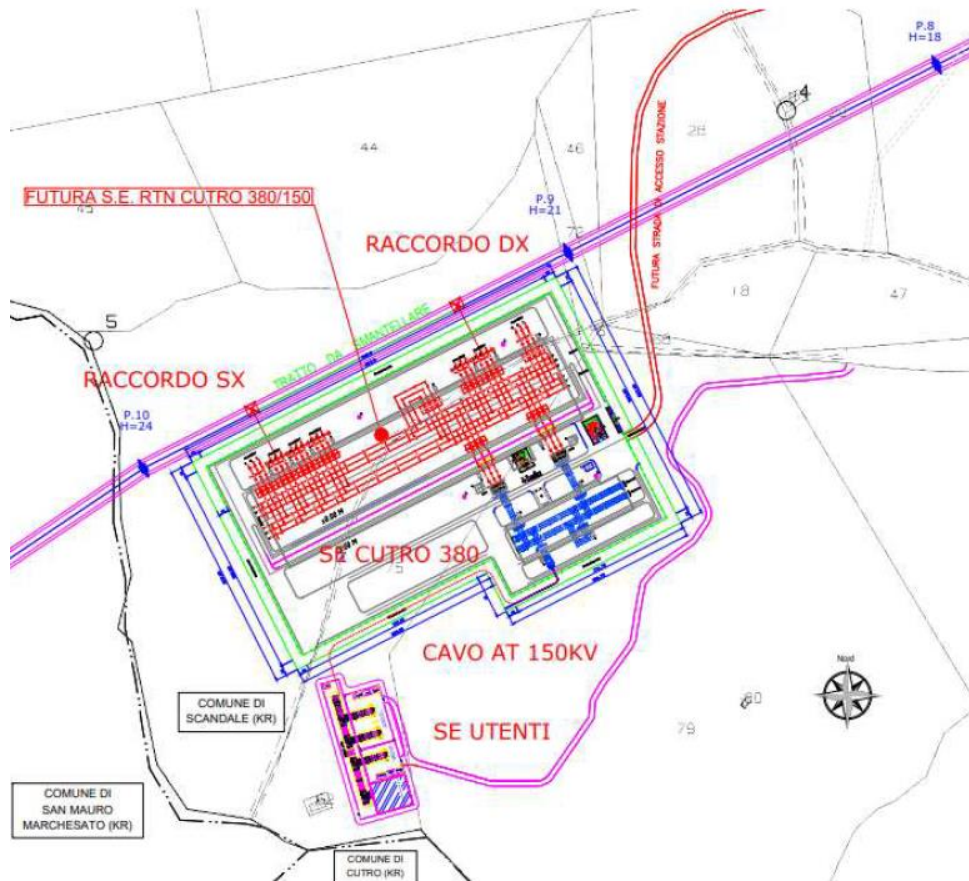 P.8
H=18
4
28
44
46
FUTURA STRADA DI ACCESSO STAZIONE
FUTURA S.E. RTN CUTRO 380/150
P.9
H=21
RACCORDO DX
18
47
5
TRATTO DA SMANTELLARE
RACCORDO SX
P.10
H=24
SE CUTRO 380
75
CAVO AT 150KV
Nord
COMUNE DI
SCANDALE (KR)
SE UTENTI
79
80
COMUNE DI
SAN MAURO
MARCHESATO (KR)
COMUNE DI
CUTRO (KR)